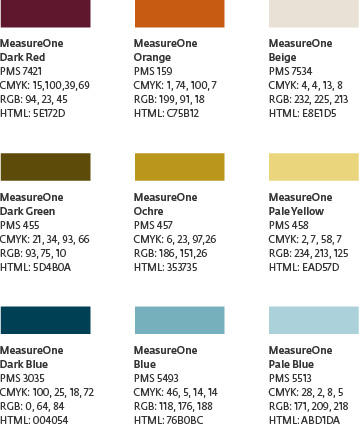 MeasureOne
Dark Red
PMS 7421
CMYK: 15,100,39,69
RGB: 94, 23, 45
HTML: 5E172D
MeasureOne
Orange
PMS 159
CMYK: 1, 74, 100, 7
RGB: 199, 91, 18
HTML: C75B12
MeasureOne
Beige
PMS 7534
CMYK: 4, 4, 13, 8
RGB: 232, 225, 213
HTML: E8E1D5
MeasureOne
Dark Green
PMS 455
CMYK: 21, 34, 93, 66
RGB: 93, 75, 10
HTML: 5D4B0A
MeasureOne
Ochre
PMS 457
CMYK: 6, 23, 97,26
RGB: 186, 151,26
HTML: 353735
MeasureOne
Pale Yellow
PMS 458
CMYK: 2, 7, 58, 7
RGB: 234, 213, 125
HTML: EAD57D
MeasureOne
Dark Blue
PMS 3035
CMYK: 100, 25, 18, 72
RGB: 0, 64, 84
HTML: 004054
MeasureOne
Blue
PMS 5493
CMYK: 46, 5, 14, 14
RGB: 118, 176, 188
HTML: 76B0BC
MeasureOne
Pale Blue
PMS 5513
CMYK: 28, 2, 8, 5
RGB: 171, 209, 218
HTML: ABD1DA